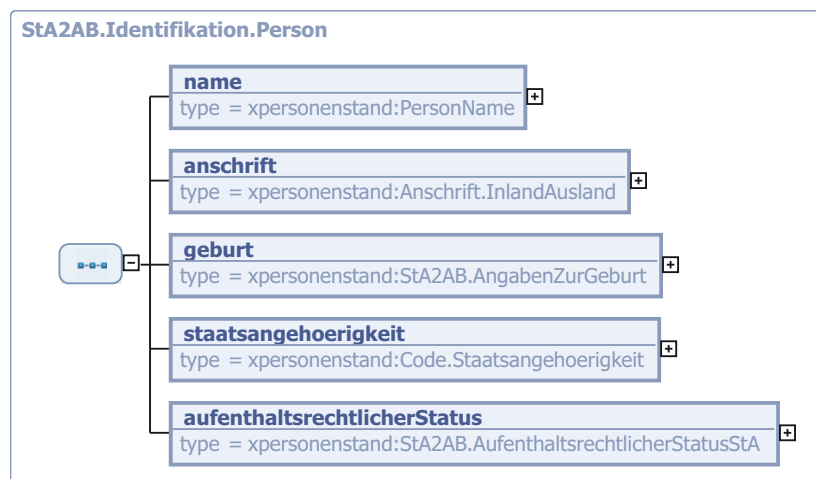 StA2AB.Identifikation.Person
name
type = xpersonenstand:PersonName
anschrift
type = xpersonenstand:Anschrift.InlandAusland
geburt
type = xpersonenstand:StA2AB.AngabenZurGeburt
staatsangehoerigkeit
type = xpersonenstand:Code.Staatsangehoerigkeit
aufenthaltsrechtlicherStatus
type = xpersonenstand:StA2AB.AufenthaltsrechtlicherStatusStA